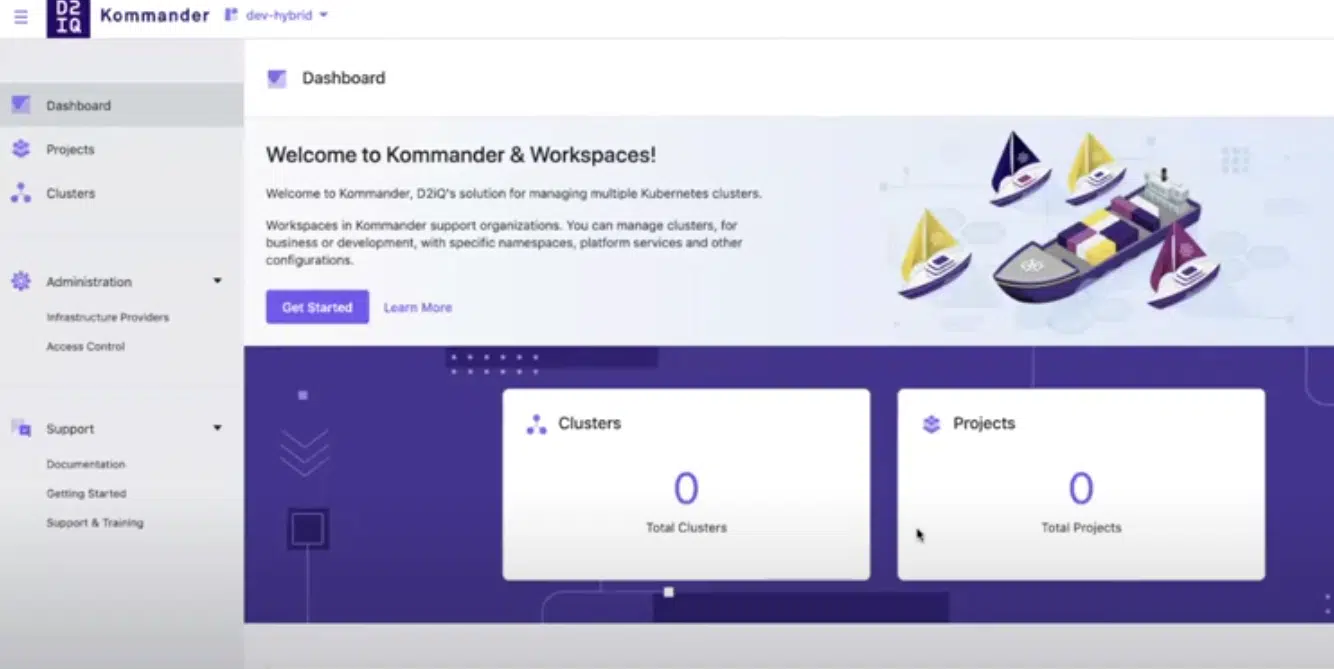 D2
iQ
Kommander
dev-hybrid
Dashboard
Projects
Clusters
Administration
Infrastructure Providers
Access Control
Support
Documentation
Getting Started
Support & Training
Dashboard
Welcome to Kommander & Workspaces!
Welcome to Kommander, D2iQ's solution for managing multiple Kubernetes clusters.
Workspaces in Kommander support organizations. You can manage clusters, for
business or development, with specific namespaces, platform services and other
configurations.
Get Started
Learn More
Clusters
0
Total Clusters
Projects
0
Total Projects